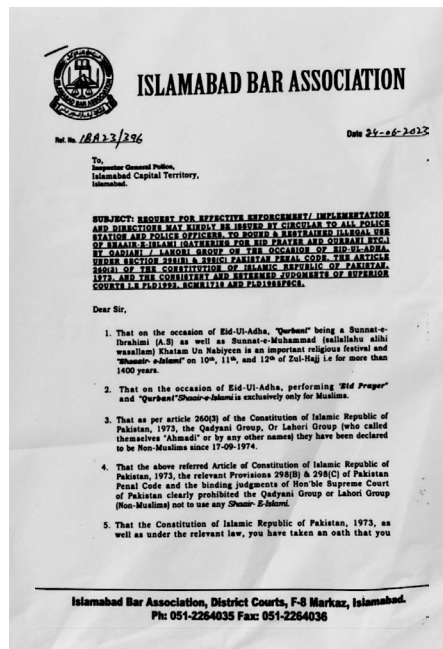 ISLAMABAD BAR ASSOCIATION
Ref. No. IBA23/396
Date 24-06-2023
To,
Inspector General Police,
Islamabad Capital Territory,
Islamabad.
SUBJECT: REQUEST FOR EFFECTIVE ENFORCEMENT/ IMPLEMENTATION
AND DIRECTIONS MAY KINDLY BE ISSUED BY CIRCULAR TO ALL POLICE
STATION AND POLICE OFFICERS, TO BOUND & RESTRAINED ILLEGAL USE
OF SHAAIR-E-ISLAMI (GATHERING FOR EID PRAYER AND QURBANI ETC.)
BY QADIANI / LAHORI GROUP ON THE OCCASION OF EID-UL-ADHA,
UNDER SECTION 298(B) & 298(C) PAKISTAN PENAL CODE, THE ARTICLE
260(3) OF THE CONSTITUTION OF ISLAMIC REPUBLIC OF PAKISTAN,
1973, AND THE CONSISTENT AND ESTEEMED JUDGMENTS OF SUPERIOR
COURTS I.E PLD1993, SCMR1718 AND PLD1985FSC8.
Dear Sir,
1. That on the occasion of Eid-Ul-Adha, "Qurbani" being a Sunnat-e-
Ibrahimi (A.S) as well as Sunnat-e-Muhammad (sallallahu alihi
wasallam) Khatam Un Nabiyeen is an important religious festival and
"Shaair- e-Islami" on 10th, 11th, and 12th of Zul-Hajj i.e for more than
1400 years.
2. That on the occasion of Eid-Ul-Adha, performing "Eid Prayer"
and "Qurbani" Shaair-e-Islami is exclusively only for Muslims.
3. That as per article 260(3) of the Constitution of Islamic Republic of
Pakistan, 1973, the Qadyani Group, Or Lahori Group (who called
themselves "Ahmadi" or by any other names) they have been declared
to be Non-Muslims since 17-09-1974.
4. That the above referred Article of Constitution of Islamic Republic of
Pakistan, 1973, the relevant Provisions 298(B) & 298(C) of Pakistan
Penal Code and the binding judgments of Hon'ble Supreme Court
of Pakistan clearly prohibited the Qadyani Group or Lahori Group
(Non-Muslims) not to use any Shaair- E-Islami.
5. That the Constitution of Islamic Republic of Pakistan, 1973, as
well as under the relevant law, you have taken an oath that you
Islamabad Bar Association, District Courts, F-8 Markaz, Islamabad.
Ph: 051-2264035 Fax: 051-2264036